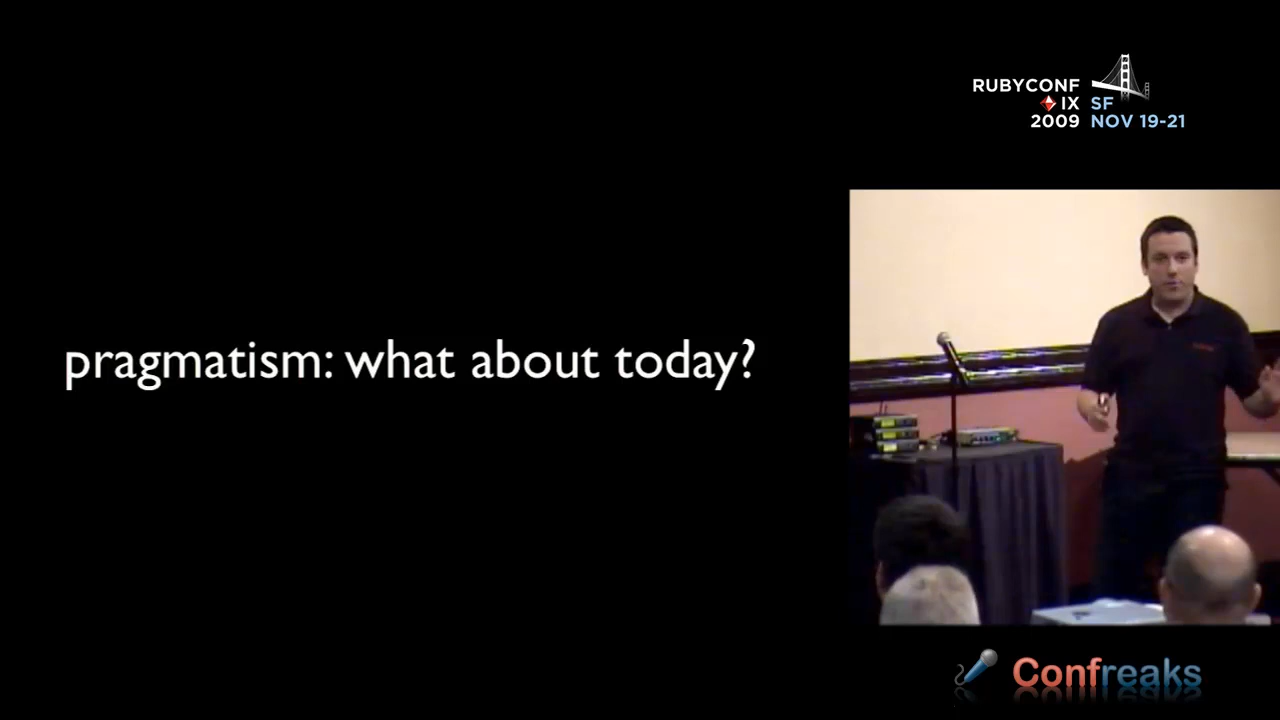 RUBYCONF
IX SF
2009 NOV 19-21
pragmatism: what about today?
Confreaks